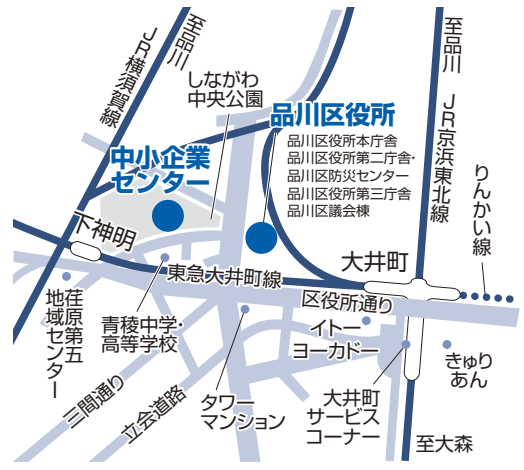 至品川
JR横須賀線
しながわ
中央公園
品川区役所
品川区役所本庁舎
品川区役所第二庁舎・
品川区防災センター
品川区役所第三庁舎
品川区議会棟
至品川
JR京浜東北線
りんかい線
中小企業
センター
下神明
東急大井町線
大井町
区役所通り
荏原第五
地域センター
青稜中学・
高等学校
イトー
ヨーカドー
きゅり
あん
三間通り
立会道路
タワー
マンション
大井町
サービス
コーナー
至大森